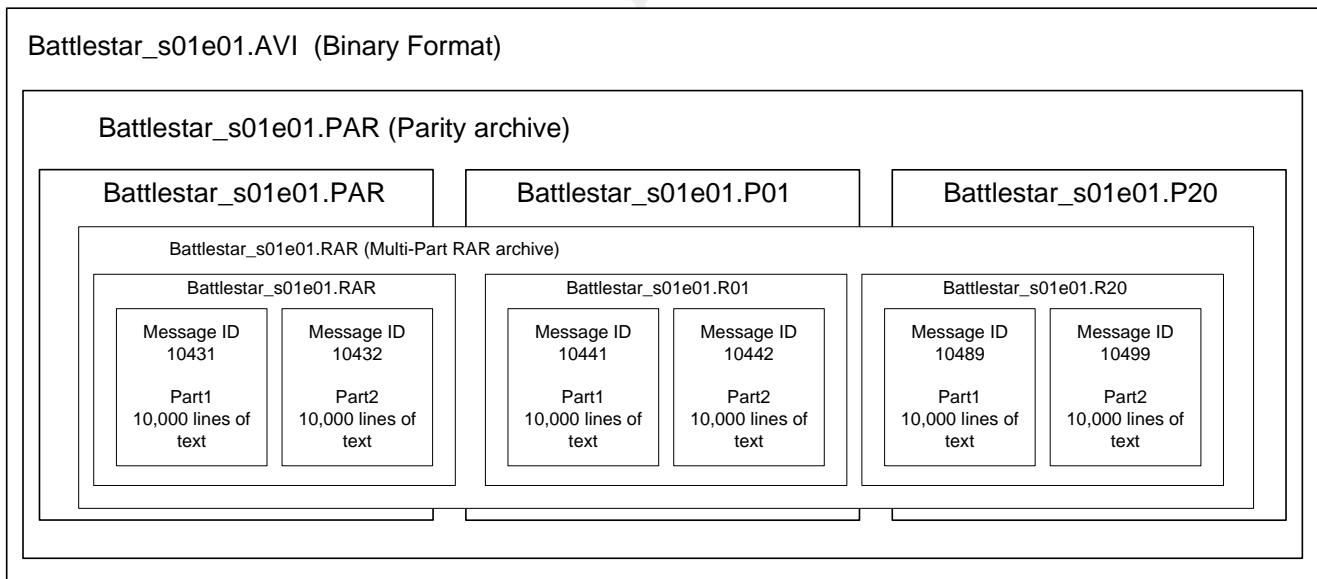 Battlestar_s01e01.AVI (Binary Format)
Battlestar_s01e01.PAR (Parity archive)
Battlestar_s01e01.PAR
Battlestar_s01e01.P01
Battlestar_s01e01.P20
Battlestar_s01e01.RAR (Multi-Part RAR archive)
Battlestar_s01e01.RAR
Message ID
10431
Part1
10,000 lines of
text
Message ID
10432
Part2
10,000 lines of
text
Battlestar_s01e01.R01
Message ID
10441
Part1
10,000 lines of
text
Message ID
10442
Part2
10,000 lines of
text
Battlestar_s01e01.R20
Message ID
10489
Part1
10,000 lines of
text
Message ID
10499
Part2
10,000 lines of
text